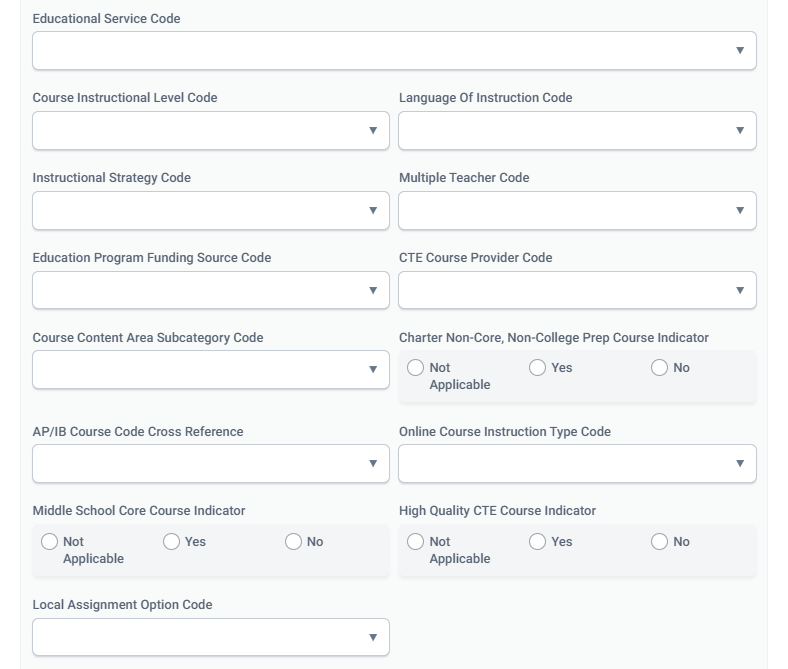 Educational Service Code
Course Instructional Level Code
Language Of Instruction Code
Instructional Strategy Code
Multiple Teacher Code
Education Program Funding Source Code
CTE Course Provider Code
Course Content Area Subcategory Code
Charter Non-Core, Non-College Prep Course Indicator
Not
Applicable
Yes
No
AP/IB Course Code Cross Reference
Online Course Instruction Type Code
Middle School Core Course Indicator
Not
Applicable
Yes
No
High Quality CTE Course Indicator
Not
Applicable
Yes
No
Local Assignment Option Code